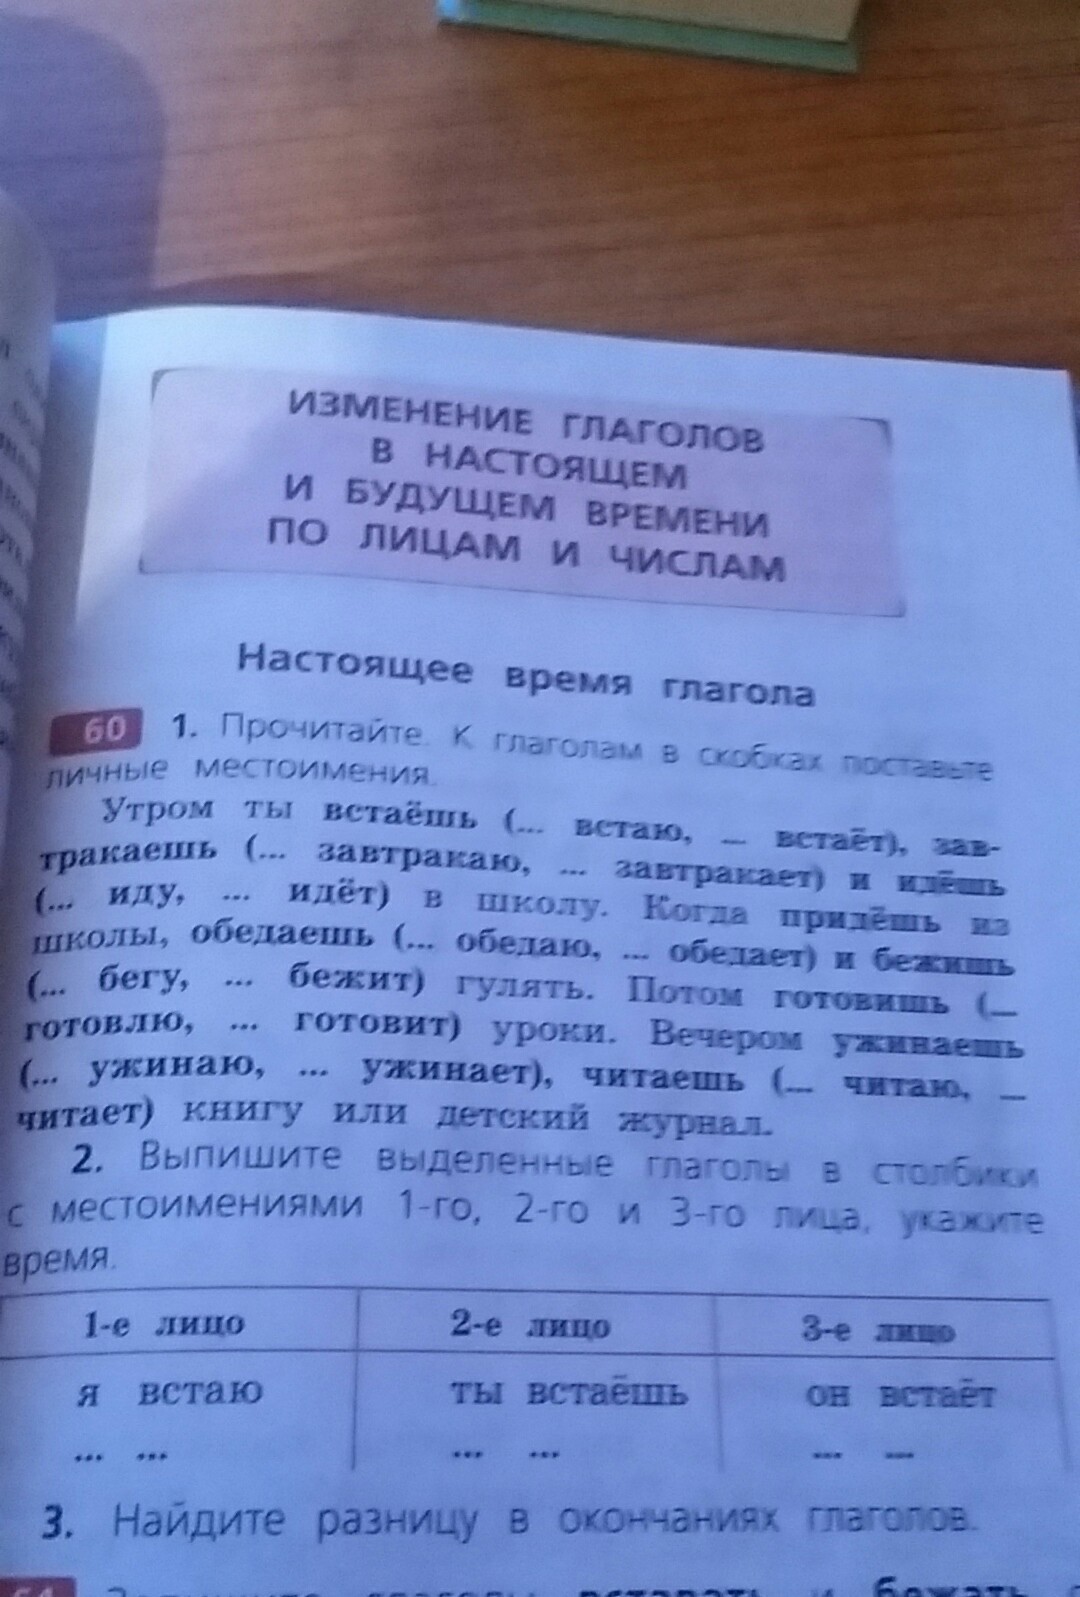 ИЗМЕНЕНИЕ ГЛАГОЛОВ
В НАСТОЯЩЕМ
И БУДУЩЕМ ВРЕМЕНИ
ПО ЛИЦАМ И ЧИСЛАМ
Настоящее время глагола
60 1. Прочитайте. К глаголам в скобках поставьте
личные местоимения.
Утром ты встаёшь (... встаю, ... встаёт), зав-
тракаешь (... завтракаю, ... завтракает) и идёшь
(... иду, ... идёт) в школу. Когда придёшь из
школы, обедаешь (... обедаю, ... обедает) и бежишь
(... бегу, ... бежит) гулять. Потом готовишь (...
готовлю, ... готовит) уроки. Вечером ужинаешь
(... ужинаю, ... ужинает), читаешь (... читаю, ...
читает) книгу или детский журнал.
2. Выпишите выделенные глаголы в столбики
с местоимениями 1-го, 2-го и 3-го лица, укажите
время.
1-е лицо 2-е лицо 3-е лицо
я встаю ты встаёшь он встаёт
... ... ... ... ... ...
3. Найдите разницу в окончаниях глаголов.
глаголы вставать и бежать